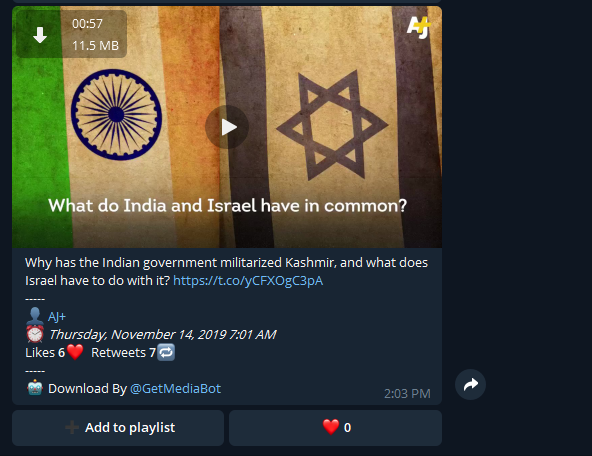 00:57
11.5 MB
AJ+
What do India and Israel have in common?
Why has the Indian government militarized Kashmir, and what does
Israel have to do with it? https://t.co/yCFXOgC3pA
-----
👤 AJ+
⏰ Thursday, November 14, 2019 7:01 AM
Likes 6❤️ Retweets 7🔁
-----
🤖 Download By @GetMediaBot
2:03 PM
➕ Add to playlist
❤️ 0